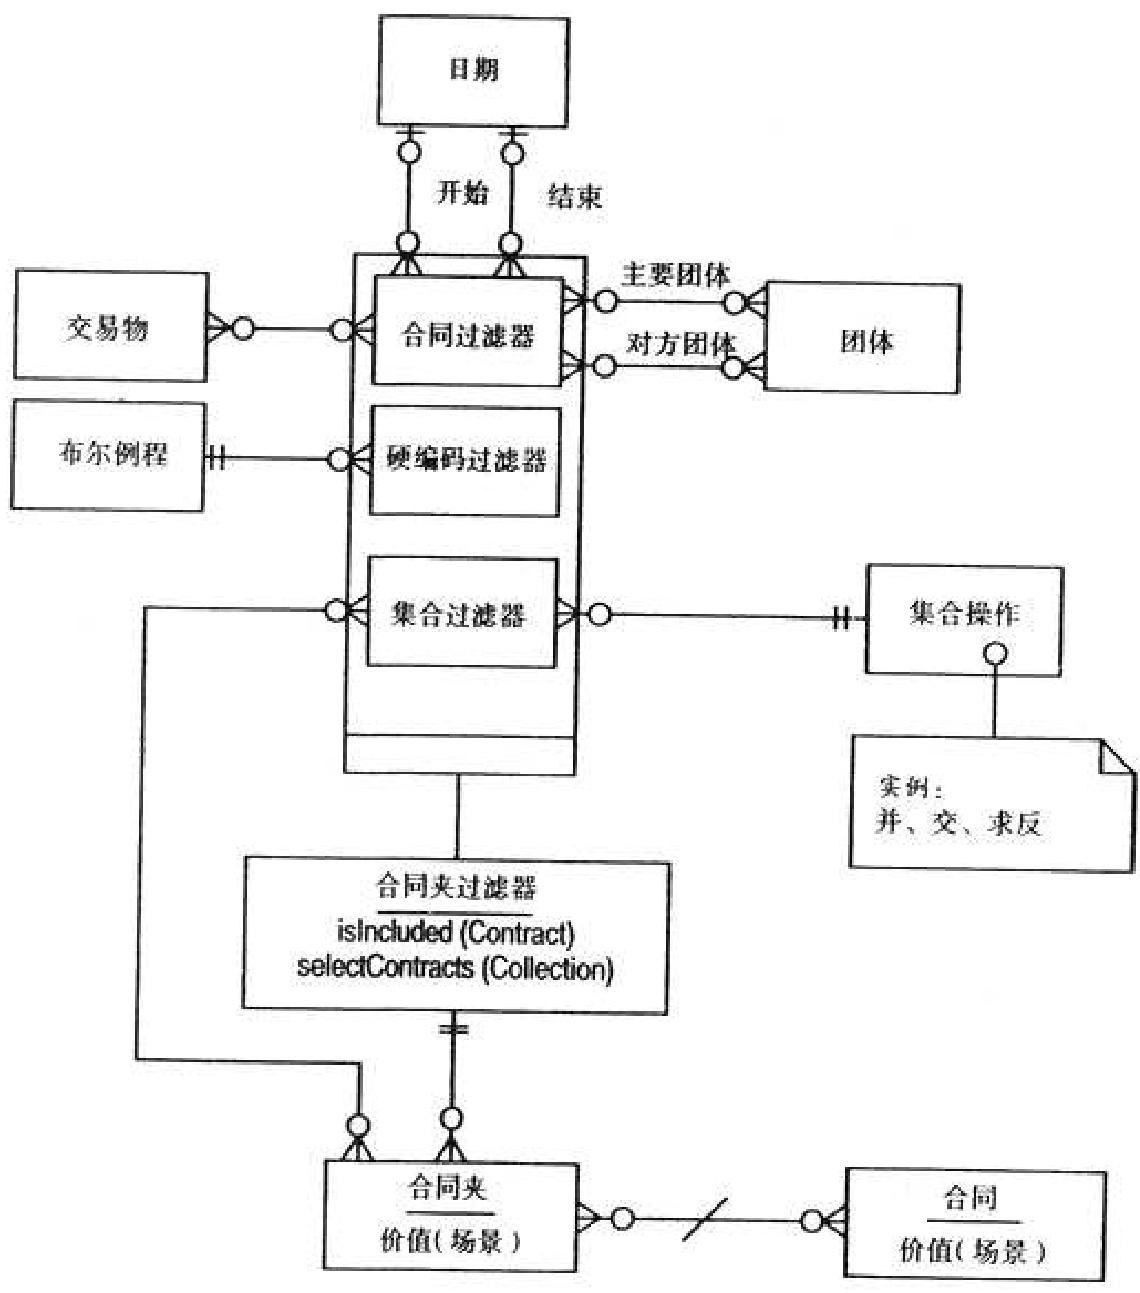 日期
开始
结束
主要团体
交易物
合同过滤器
对方团体
团体
布尔例程
硬编码过滤器
集合过滤器
集合操作
实例：
并、交、求反
合同夹过滤器
isIncluded (Contract)
selectContracts (Collection)
合同夹
价值(场景)
合同
价值(场景)